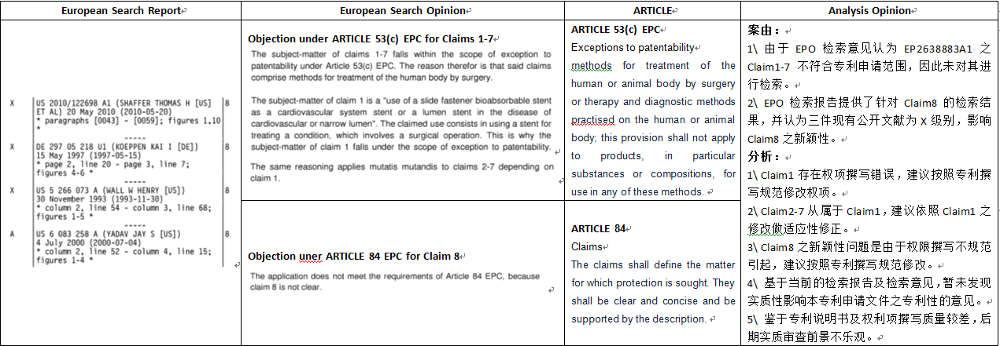 European Search Report
European Search Opinion
ARTICLE
Analysis Opinion
X US 2010/122698 A1 (SHAFFER THOMAS H [US] 8
ET AL) 20 May 2010 (2010-05-20)
* paragraphs [0043] - [0059]; figures 1,10
*
-----
X DE 297 05 218 U1 (KOEPPEN KAI I [DE]) 8
15 May 1997 (1997-05-15)
* page 2, line 20 - page 3, line 7;
figures 4-6 *
-----
X US 5 266 073 A (WALL W HENRY [US]) 8
30 November 1993 (1993-11-30)
* column 2, line 54 - column 3, line 68;
figures 1-5 *
-----
A US 6 083 258 A (YADAV JAY S [US]) 8
4 July 2000 (2000-07-04)
* column 2, line 52 - column 4, line 15;
figures 1-4 *
Objection under ARTICLE 53(c) EPC for Claims 1-7
The subject-matter of claims 1-7 falls within the scope of exception to
patentability under Article 53(c) EPC. The reason therefor is that said claims
comprise methods for treatment of the human body by surgery.
The subject-matter of claim 1 is a "use of a slide fastener bioabsorbable stent
as a cardiovascular system stent or a lumen stent in the disease of
cardiovascular or narrow lumen". The claimed use consists in using a stent for
treating a condition, which involves a surgical operation. This is why the
subject-matter of claim 1 falls under the scope of exception to patentability.
The same reasoning applies mutatis mutandis to claims 2-7 depending on
claim 1.
Objection uner ARTICLE 84 EPC for Claim 8
The application does not meet the requirements of Article 84 EPC, because
claim 8 is not clear.
ARTICLE 53(c) EPC
Exceptions to patentability
methods for treatment of the
human or animal body by surgery
or therapy and diagnostic methods
practised on the human or animal
body; this provision shall not apply
to products, in particular
substances or compositions, for
use in any of these methods.
ARTICLE 84
Claims
The claims shall define the matter
for which protection is sought. They
shall be clear and concise and be
supported by the description.
案由：
1\ 由于 EPO 检索意见认为 EP2638883A1 之
Claim1-7 不符合专利申请范围，因此未对其进
行检索。
2\ EPO 检索报告提供了针对 Claim8 的检索结
果，并认为三件现有公开文献为 X 级别，影响
Claim8 之新颖性。
分析：
1\ Claim1 存在权项撰写错误，建议按照专利撰
写规范修改权项。
2\ Claim2-7 从属于 Claim1，建议依照 Claim1 之
修改做适应性修正。
3\ Claim8 之新颖性问题是由于权限撰写不规范
引起，建议按照专利撰写规范修改。
4\ 基于当前的检索报告及检索意见，暂未发现
实质性影响本专利申请文件之专利性的意见。
5\ 鉴于专利说明书及权利项撰写质量较差，后
期实质审查前景不乐观。